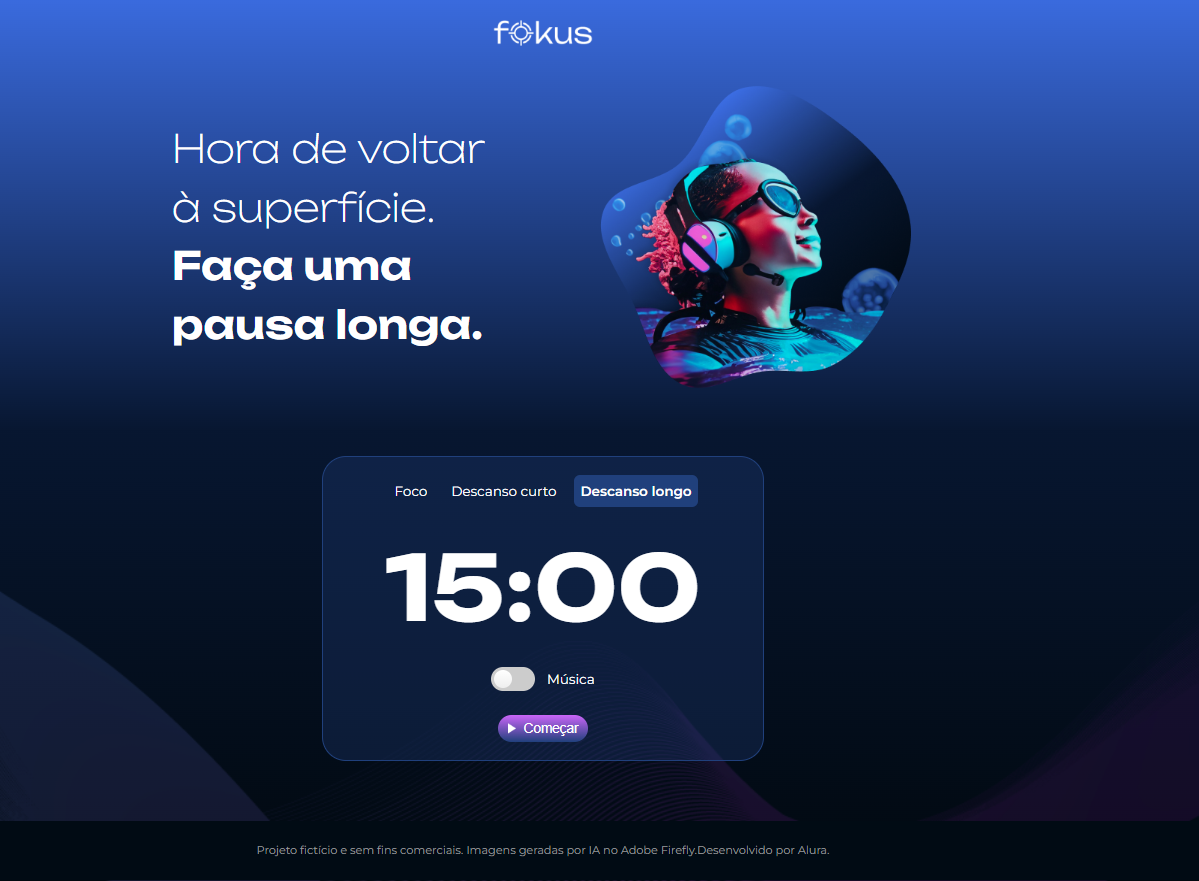 fokus
Hora de voltar
à superfície.
Faça uma
pausa longa.
Foco Descanso curto Descanso longo
15:00
Música
Começar
Projeto fictício e sem fins comerciais. Imagens geradas por IA no Adobe Firefly.Desenvolvido por Alura.